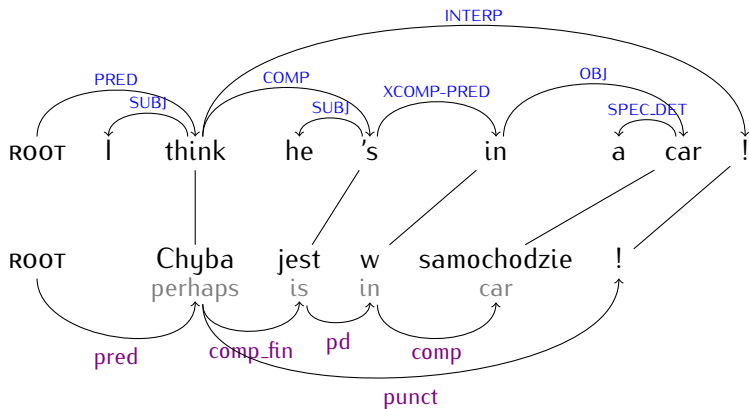 INTERP
PRED COMP XCOMP-PRED OBJ
SUBJ SUBJ SPEC_DET
ROOT I think he 's in a car !
ROOT Chyba jest w samochodzie !
perhaps is in car
pred comp_fin pd comp
punct